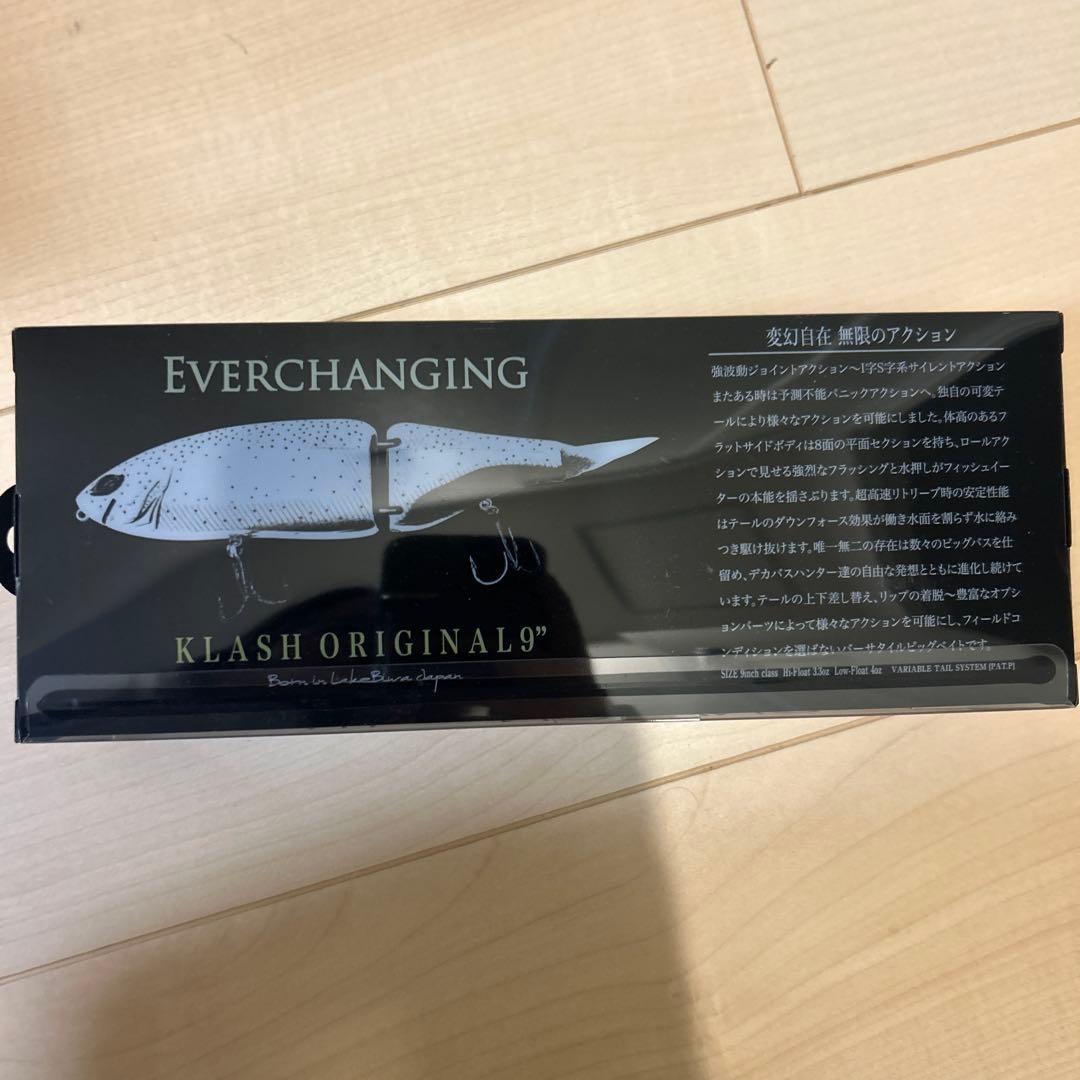 EVERCHANGING
KLASH ORIGINAL 9”
Born in Lake Biwa Japan
変幻自在 無限のアクション
強波動ジョイントアクション〜I字S字系サイレントアクション
またある時は予測不能パニックアクションへ。独自の可変テ
ールにより様々なアクションを可能にしました。体高のあるフ
ラットサイドボディは8面の平面セクションを持ち、ロールアク
ションで見せる強烈なフラッシングと水押しがフィッシュイー
ターの本能を揺さぶります。超高速リトリーブ時の安定性能
はテールのダウンフォース効果が働き水面を割らず水に絡み
つき駆け抜けます。唯一無二の存在は数々のビッグバスを仕
留め、デカバスハンター達の自由な発想とともに進化し続けて
います。テールの上下差し替え、リップの着脱〜豊富なオプシ
ョンパーツによって様々なアクションを可能にし、フィールドコ
ンディションを選ばないバーサタイルビッグベイトです。
SIZE 9inch class Hi-Float 3.3oz Low-Float 4oz VARIABLE TAIL SYSTEM [PAT.P]